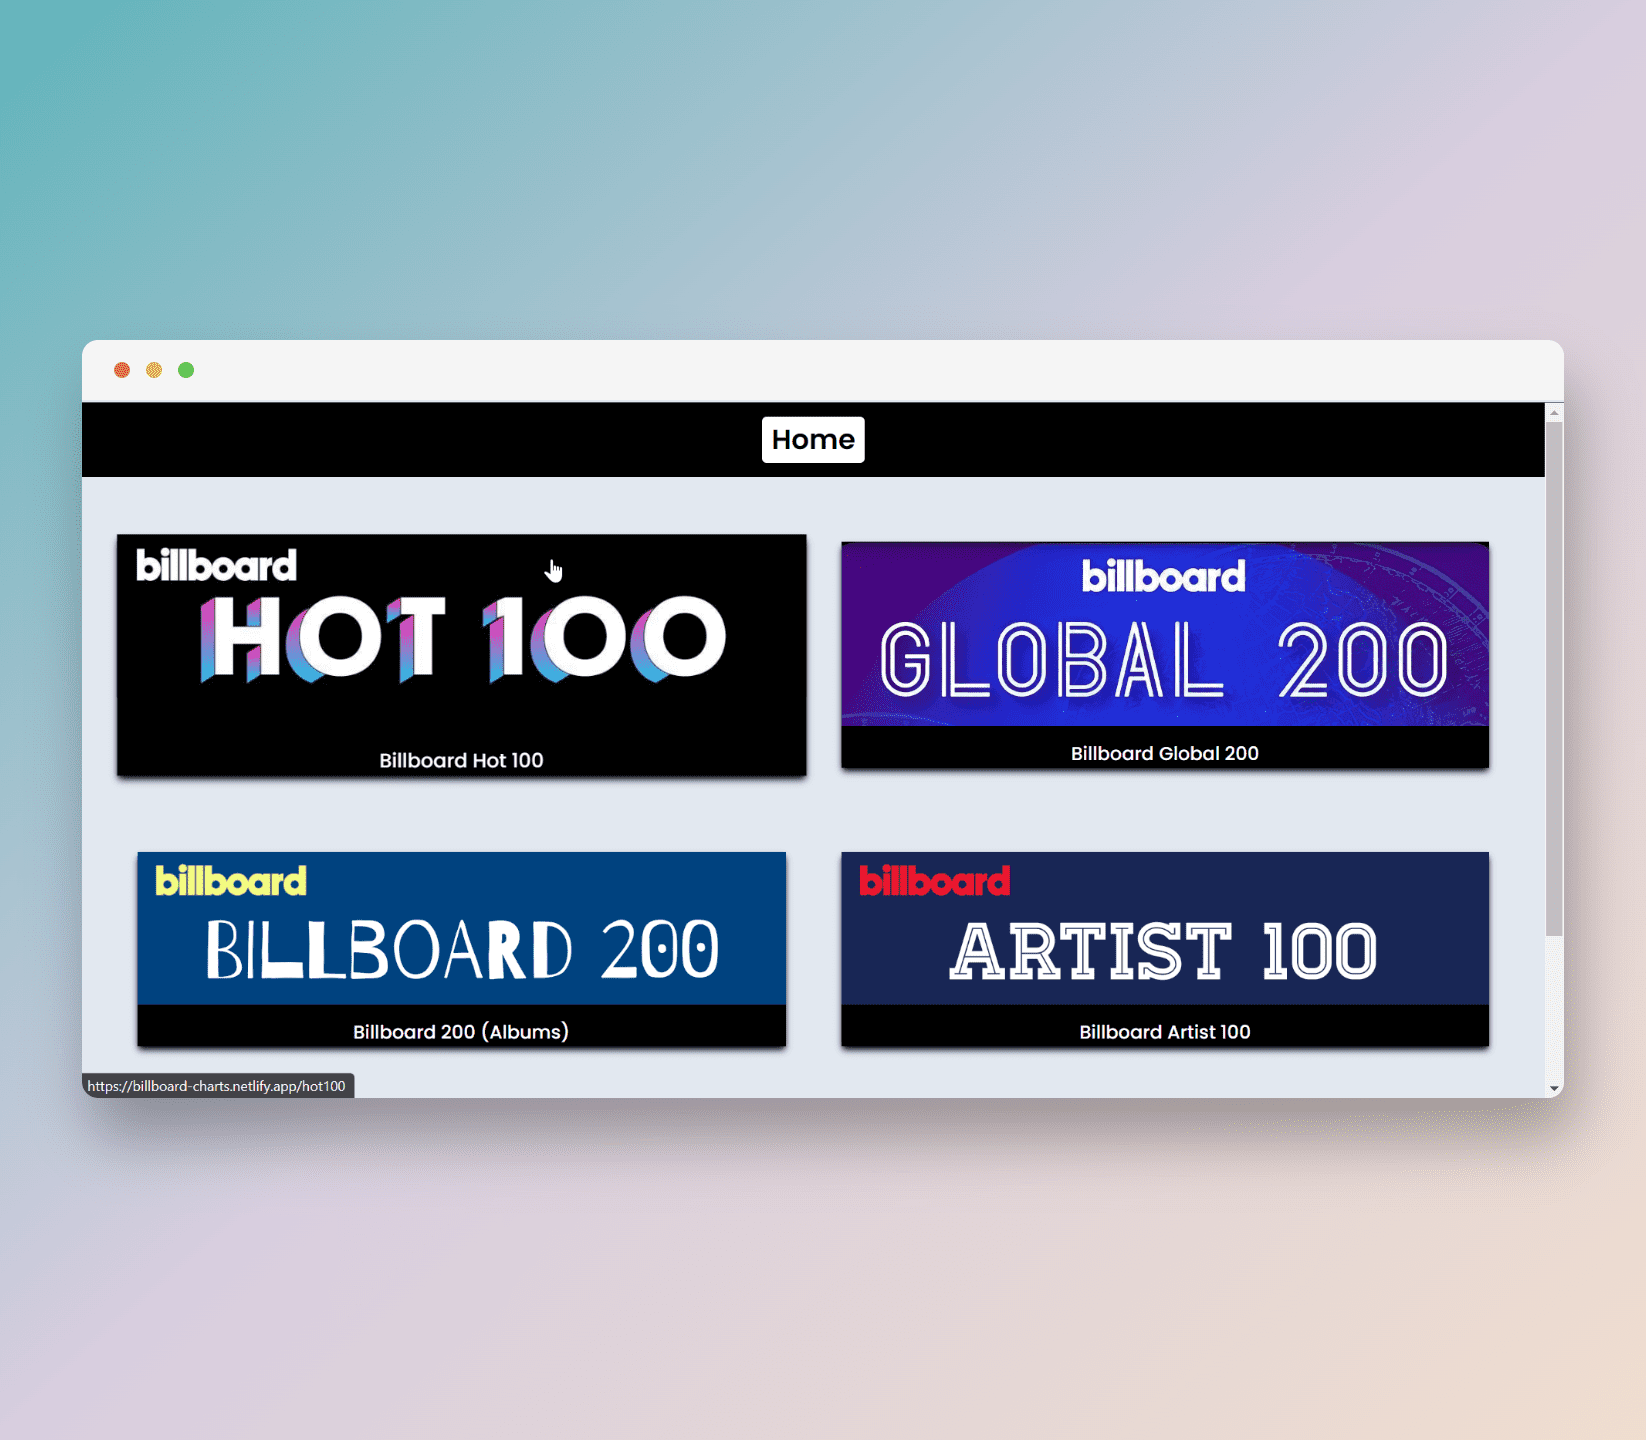 Home
billboard
HOT 100
Billboard Hot 100
billboard
GLOBAL 200
Billboard Global 200
billboard
BILLBOARD 200
Billboard 200 (Albums)
billboard
ARTIST 100
Billboard Artist 100
https://billboard-charts.netlify.app/hot100